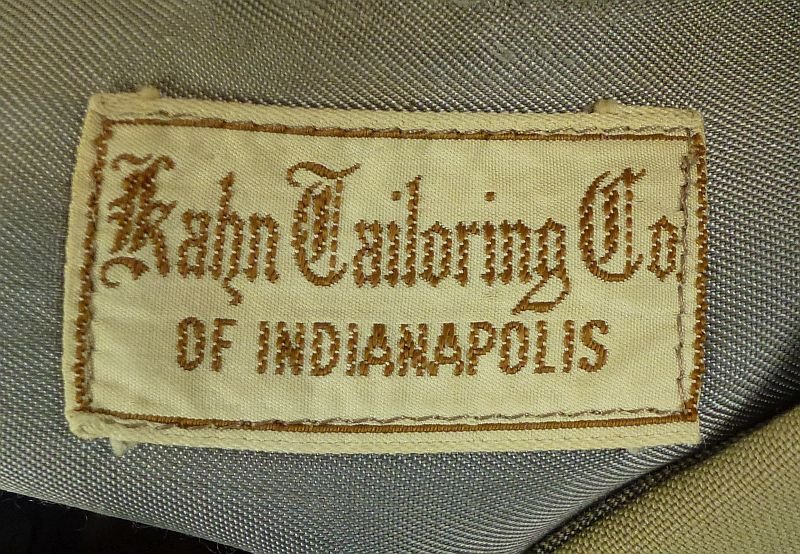 Kahn Tailoring Co
OF INDIANAPOLIS